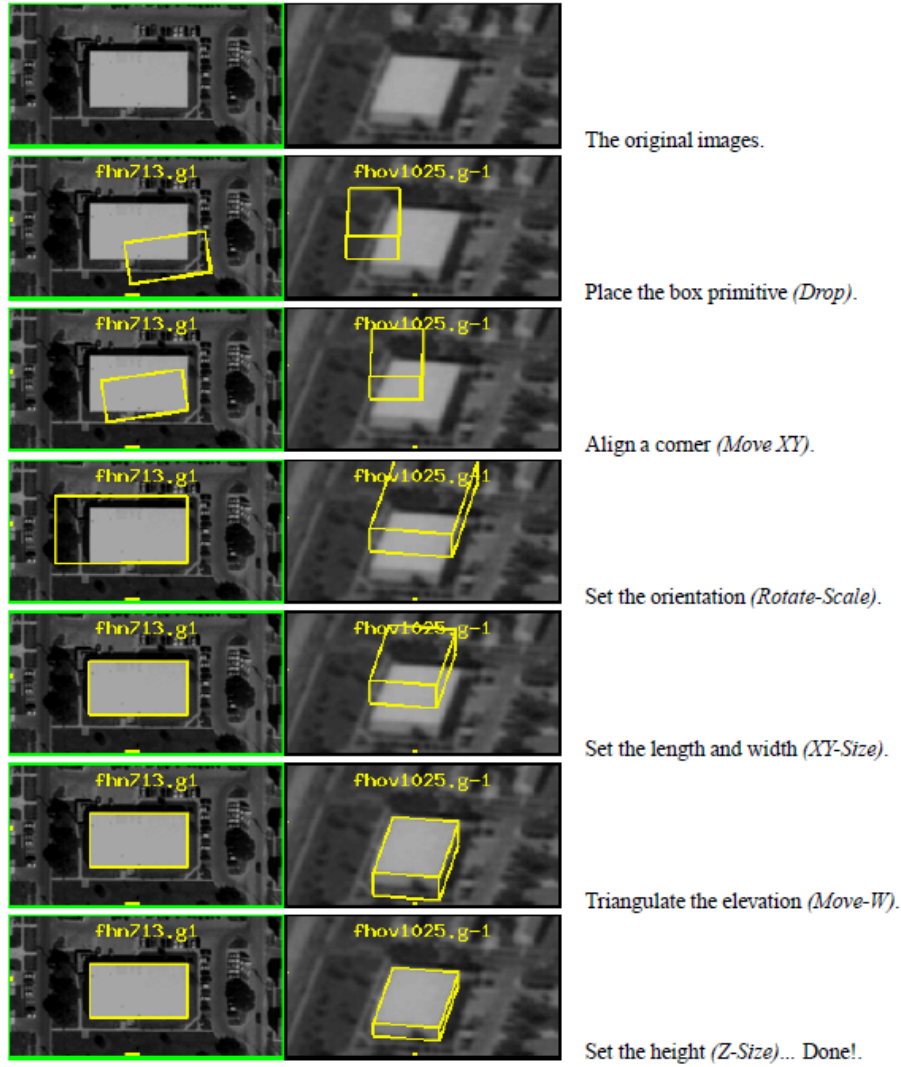 The original images.
fhn713.g1 fhov1025.g-1
Place the box primitive (Drop).
fhn713.g1 fhov1025.g-1
Align a corner (Move XY).
fhn713.g1 fhov1025.g-1
Set the orientation (Rotate-Scale).
fhn713.g1 fhov1025.g-1
Set the length and width (XY-Size).
fhn713.g1 fhov1025.g-1
Triangulate the elevation (Move-W).
fhn713.g1 fhov1025.g-1
Set the height (Z-Size)... Done!.